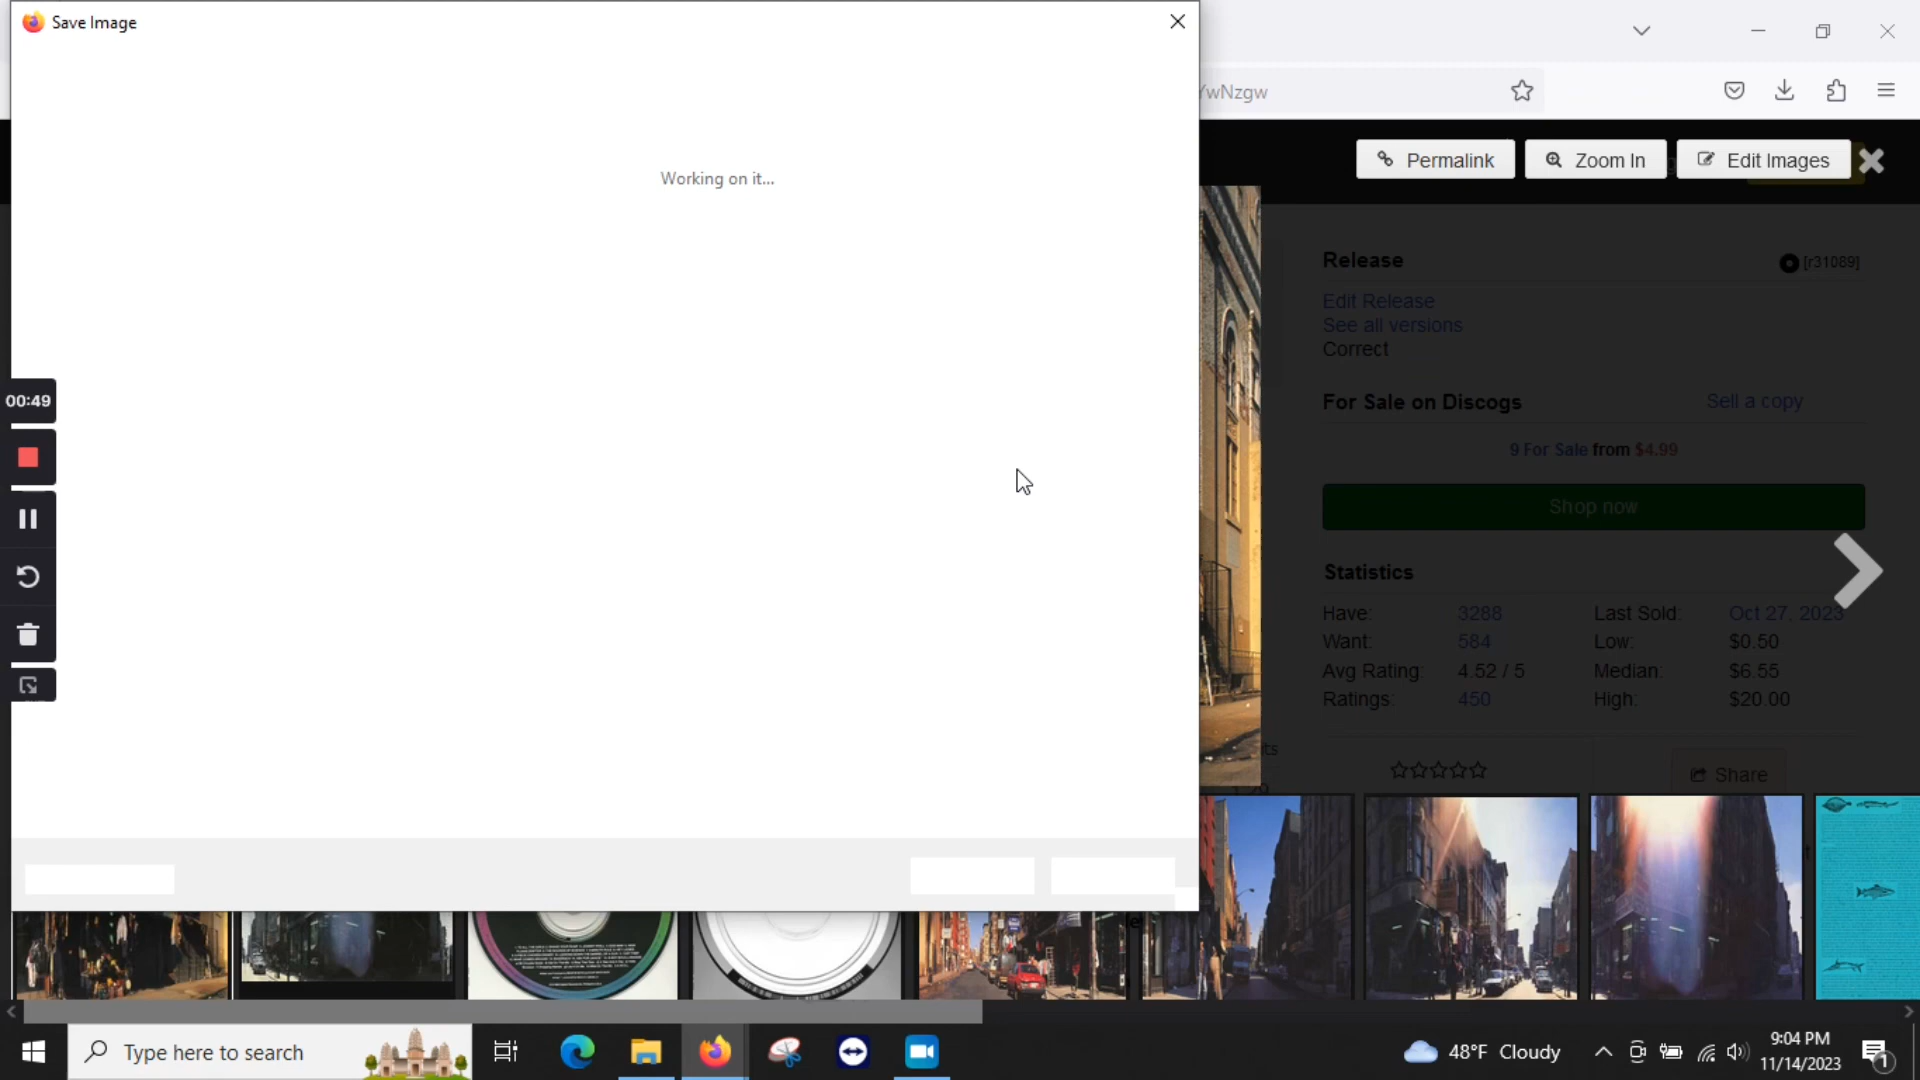 Save Image
YwNzgw
Working on it...
Permalink
Zoom In
Edit Images
Release
[r31089]
Edit Release
See all versions
Correct
00:49
For Sale on Discogs
Sell a copy
9 For Sale from $4.99
Shop now
Statistics
Have: 3288 Last Sold: Oct 27, 2023
Want: 584 Low: $0.50
Avg Rating: 4.52 / 5 Median: $6.55
Ratings: 450 High: $20.00
Share
Type here to search
48°F Cloudy
9:04 PM
11/14/2023
1